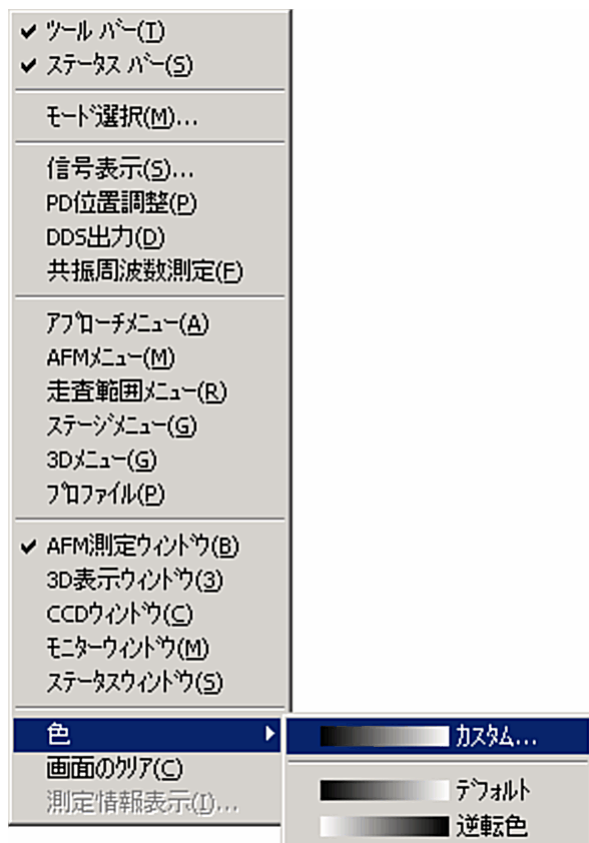 ✔ ツール バー(T)
✔ ステータス バー(S)
モード選択(M)...
信号表示(S)...
PD位置調整(P)
DDS出力(D)
共振周波数測定(F)
アプローチメニュー(A)
AFMメニュー(M)
走査範囲メニュー(R)
ステージメニュー(G)
3Dメニュー(G)
プロファイル(P)
✔ AFM測定ウィンドウ(B)
3D表示ウィンドウ(3)
CCDウィンドウ(C)
モニターウィンドウ(M)
ステータスウィンドウ(S)
色
カスタム...
画面のクリア(C)
デフォルト
測定情報表示(I)...
逆転色